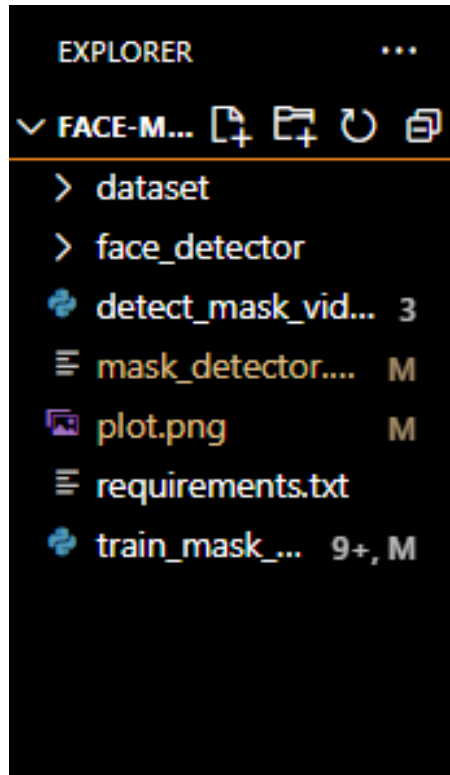 EXPLORER ...
FACE-M...
dataset
face_detector
detect_mask_vid... 3
mask_detector.... M
plot.png M
requirements.txt
train_mask_... 9+, M